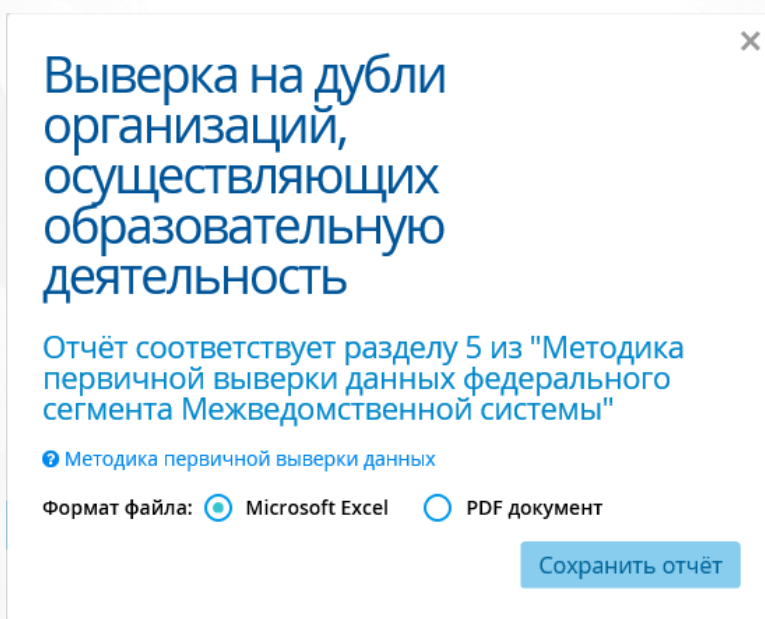 Выверка на дубли
организаций,
осуществляющих
образовательную
деятельность
Отчёт соответствует разделу 5 из "Методика
первичной выверки данных федерального
сегмента Межведомственной системы"
Методика первичной выверки данных
Формат файла: Microsoft Excel PDF документ
Сохранить отчёт